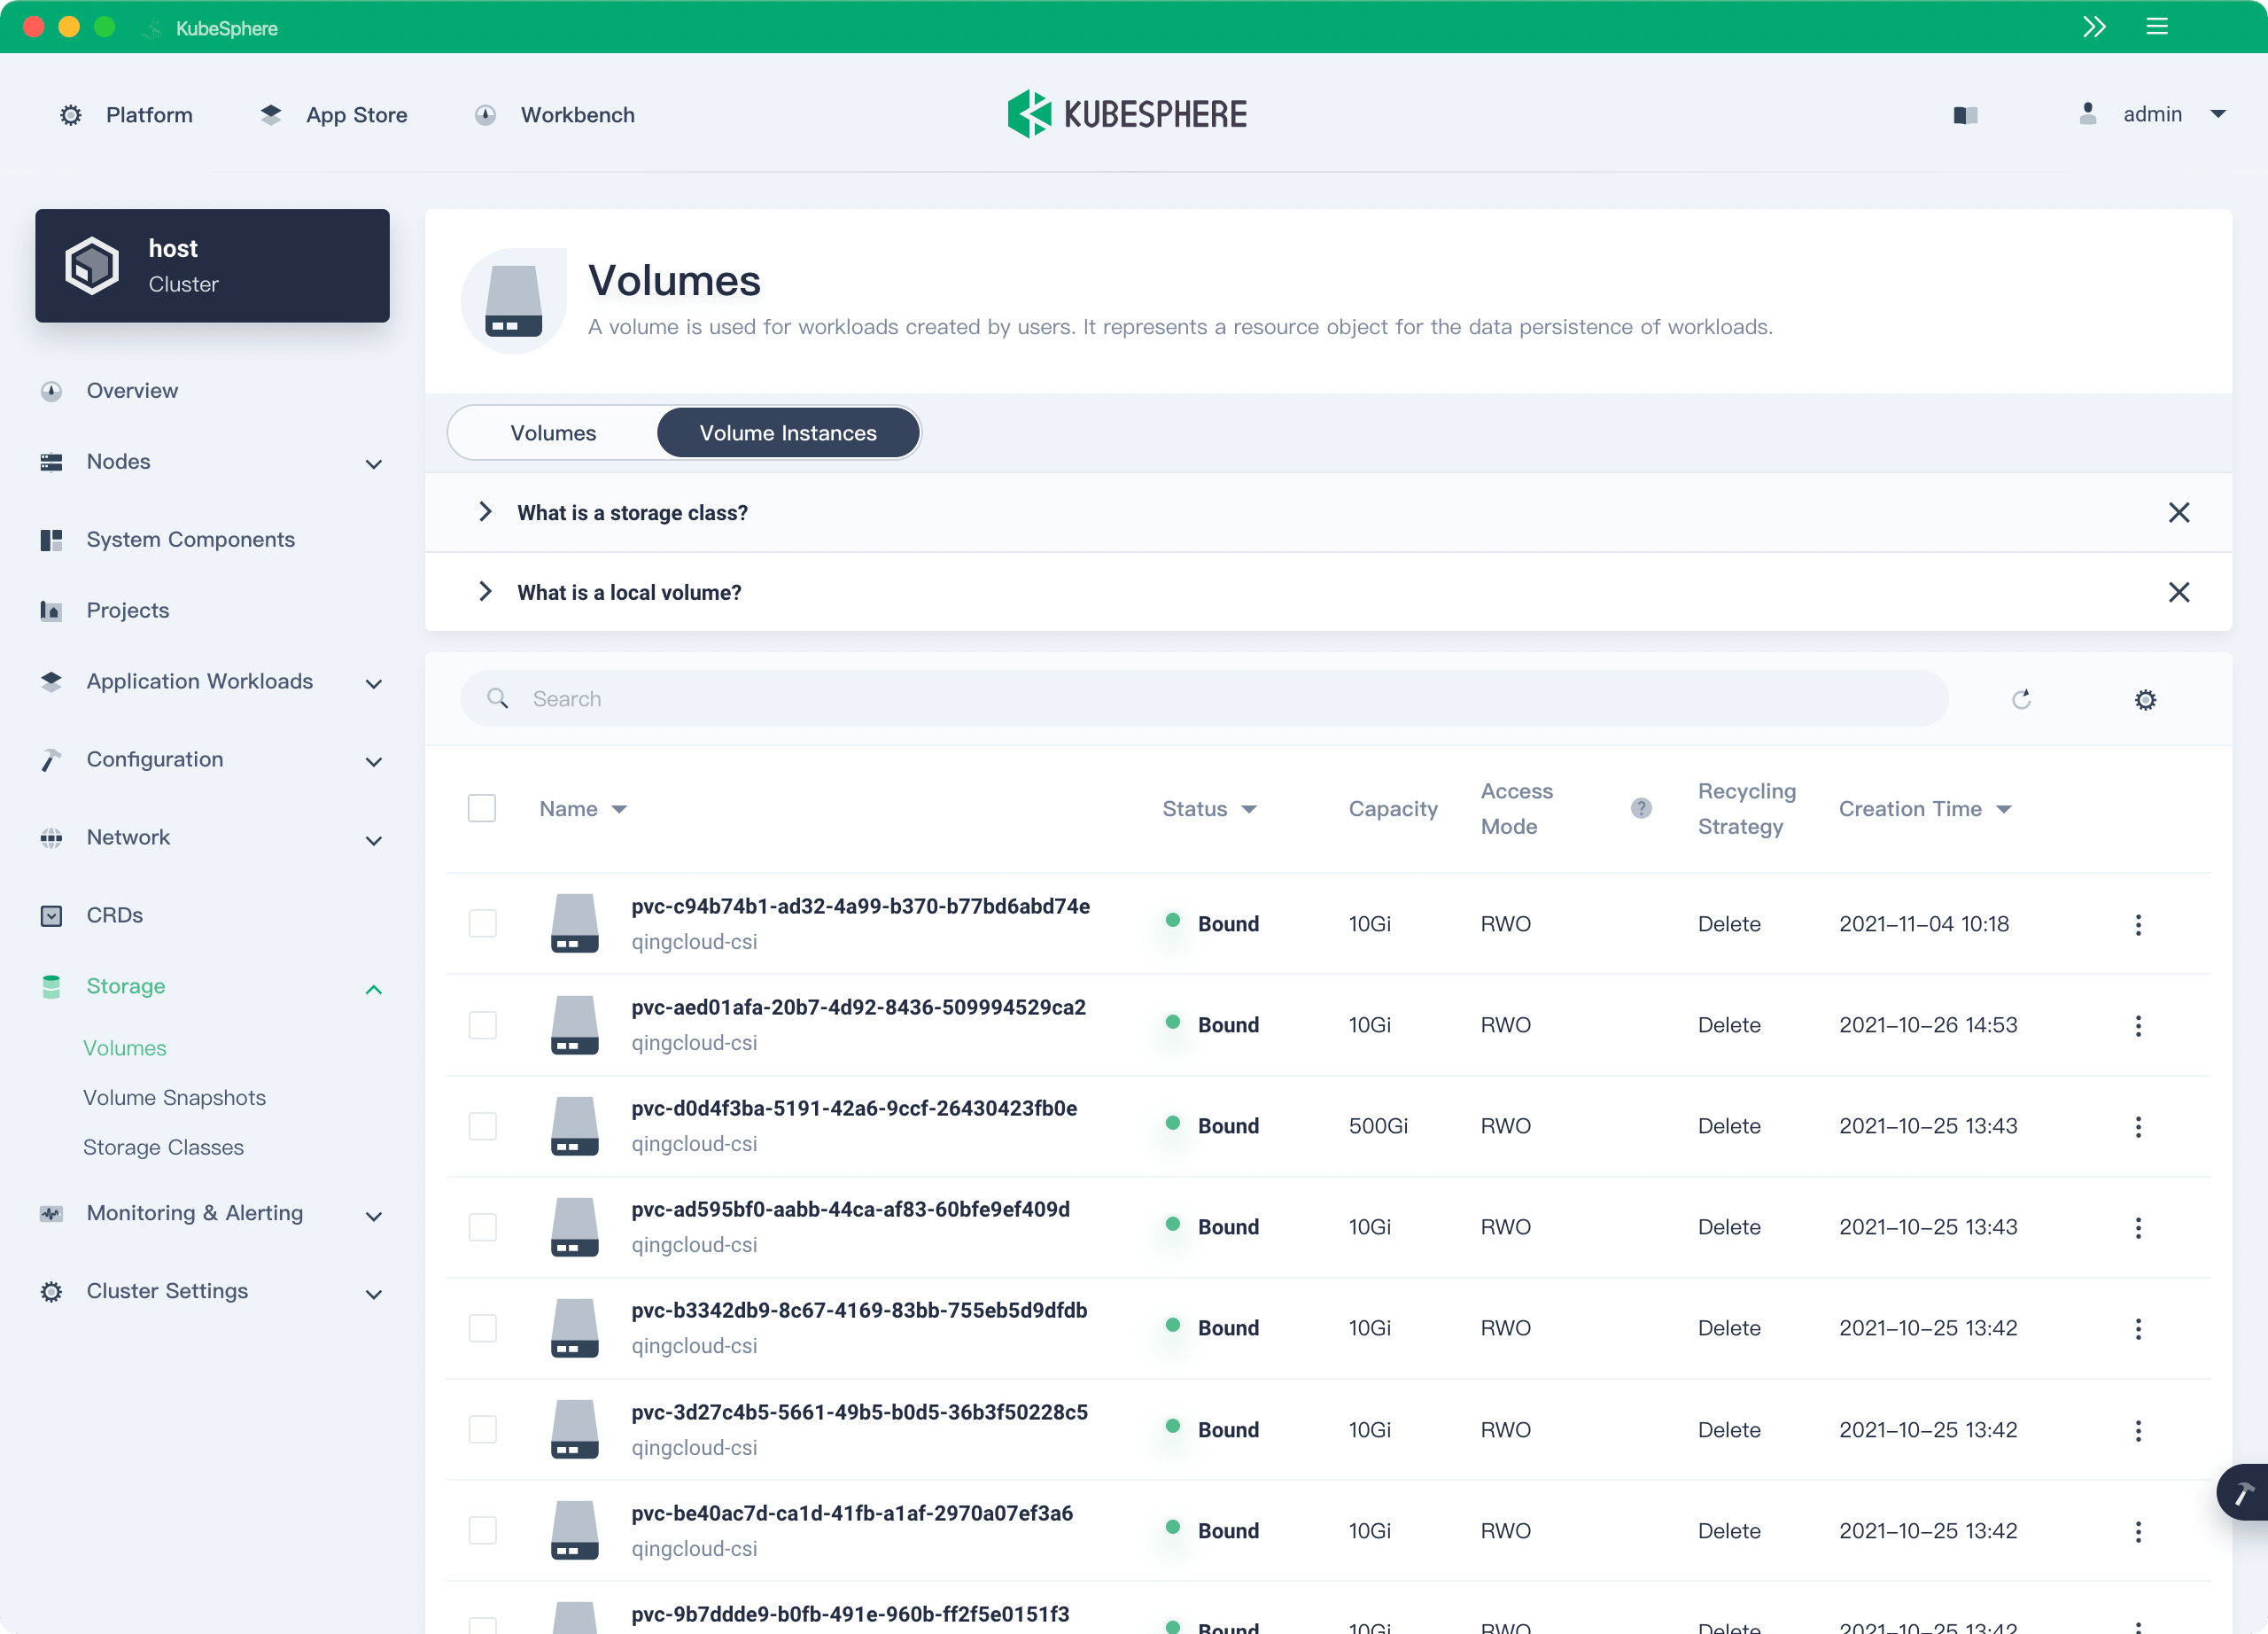 KubeSphere
Platform
App Store
Workbench
KUBESPHERE
admin
host
Cluster
Overview
Nodes
System Components
Projects
Application Workloads
Configuration
Network
CRDs
Storage
Volumes
Volume Snapshots
Storage Classes
Monitoring & Alerting
Cluster Settings
Volumes
A volume is used for workloads created by users. It represents a resource object for the data persistence of workloads.
Volumes
Volume Instances
What is a storage class?
What is a local volume?
Search
Name Status Capacity Access Mode ? Recycling Strategy Creation Time
pvc-c94b74b1-ad32-4a99-b370-b77bd6abd74e
qingcloud-csi
Bound 10Gi RWO Delete 2021-11-04 10:18
pvc-aed01afa-20b7-4d92-8436-509994529ca2
qingcloud-csi
Bound 10Gi RWO Delete 2021-10-26 14:53
pvc-d0d4f3ba-5191-42a6-9ccf-26430423fb0e
qingcloud-csi
Bound 500Gi RWO Delete 2021-10-25 13:43
pvc-ad595bf0-aabb-44ca-af83-60bfe9ef409d
qingcloud-csi
Bound 10Gi RWO Delete 2021-10-25 13:43
pvc-b3342db9-8c67-4169-83bb-755eb5d9dfdb
qingcloud-csi
Bound 10Gi RWO Delete 2021-10-25 13:42
pvc-3d27c4b5-5661-49b5-b0d5-36b3f50228c5
qingcloud-csi
Bound 10Gi RWO Delete 2021-10-25 13:42
pvc-be40ac7d-ca1d-41fb-a1af-2970a07ef3a6
qingcloud-csi
Bound 10Gi RWO Delete 2021-10-25 13:42
pvc-9b7ddde9-b0fb-491e-960b-ff2f5e0151f3
Bound 10Gi RWO Delete 2021-10-25 13:42